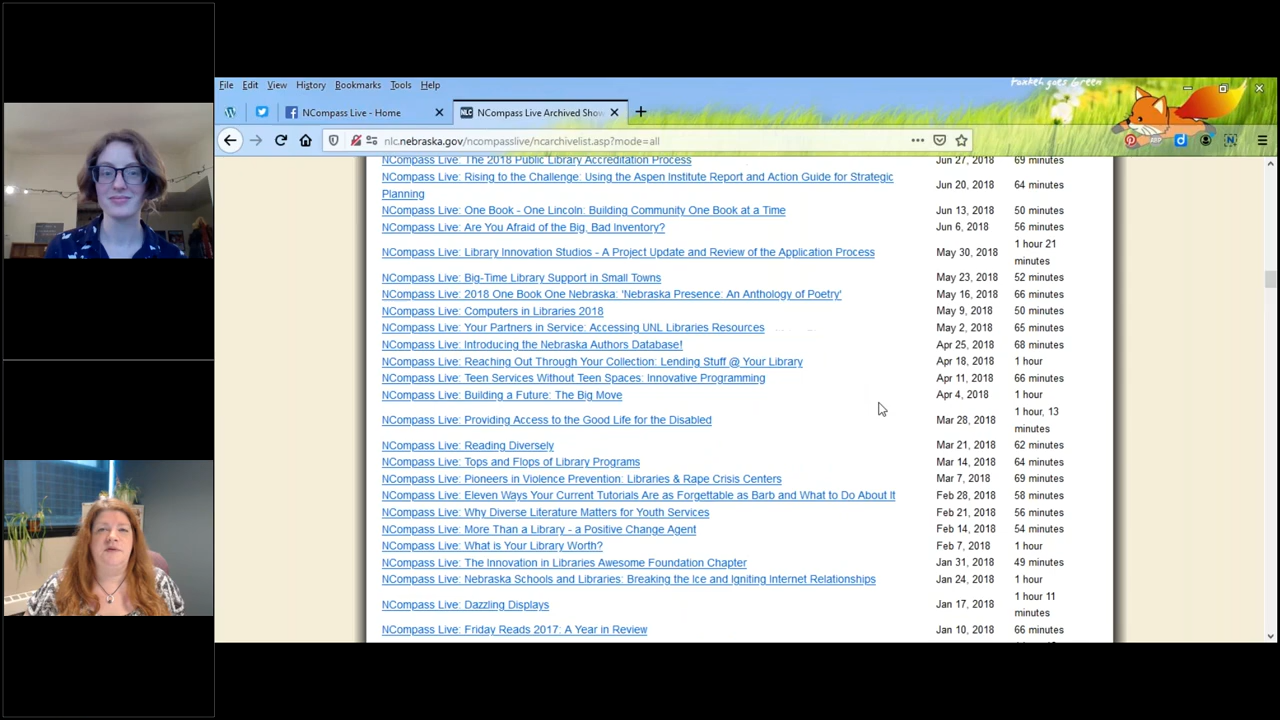 Foxkeh goes Green
File Edit View History Bookmarks Tools Help
NCompass Live - Home
NCompass Live Archived Show
nlc.nebraska.gov/ncompasslive/ncarchivelist.asp?mode=all
NCompass Live: The 2018 Public Library Accreditation Process Jun 27, 2018 69 minutes
NCompass Live: Rising to the Challenge: Using the Aspen Institute Report and Action Guide for Strategic
Planning Jun 20, 2018 64 minutes
NCompass Live: One Book - One Lincoln: Building Community One Book at a Time Jun 13, 2018 50 minutes
NCompass Live: Are You Afraid of the Big, Bad Inventory? Jun 6, 2018 56 minutes
NCompass Live: Library Innovation Studios - A Project Update and Review of the Application Process May 30, 2018 1 hour 21
minutes
NCompass Live: Big-Time Library Support in Small Towns May 23, 2018 52 minutes
NCompass Live: 2018 One Book One Nebraska: 'Nebraska Presence: An Anthology of Poetry' May 16, 2018 66 minutes
NCompass Live: Computers in Libraries 2018 May 9, 2018 50 minutes
NCompass Live: Your Partners in Service: Accessing UNL Libraries Resources May 2, 2018 65 minutes
NCompass Live: Introducing the Nebraska Authors Database! Apr 25, 2018 68 minutes
NCompass Live: Reaching Out Through Your Collection: Lending Stuff @ Your Library Apr 18, 2018 1 hour
NCompass Live: Teen Services Without Teen Spaces: Innovative Programming Apr 11, 2018 66 minutes
NCompass Live: Building a Future: The Big Move Apr 4, 2018 1 hour
NCompass Live: Providing Access to the Good Life for the Disabled Mar 28, 2018 1 hour, 13
minutes
NCompass Live: Reading Diversely Mar 21, 2018 62 minutes
NCompass Live: Tops and Flops of Library Programs Mar 14, 2018 64 minutes
NCompass Live: Pioneers in Violence Prevention: Libraries & Rape Crisis Centers Mar 7, 2018 69 minutes
NCompass Live: Eleven Ways Your Current Tutorials Are as Forgettable as Barb and What to Do About It Feb 28, 2018 58 minutes
NCompass Live: Why Diverse Literature Matters for Youth Services Feb 21, 2018 56 minutes
NCompass Live: More Than a Library - a Positive Change Agent Feb 14, 2018 54 minutes
NCompass Live: What is Your Library Worth? Feb 7, 2018 1 hour
NCompass Live: The Innovation in Libraries Awesome Foundation Chapter Jan 31, 2018 49 minutes
NCompass Live: Nebraska Schools and Libraries: Breaking the Ice and Igniting Internet Relationships Jan 24, 2018 1 hour
NCompass Live: Dazzling Displays Jan 17, 2018 1 hour 11
minutes
NCompass Live: Friday Reads 2017: A Year in Review Jan 10, 2018 66 minutes